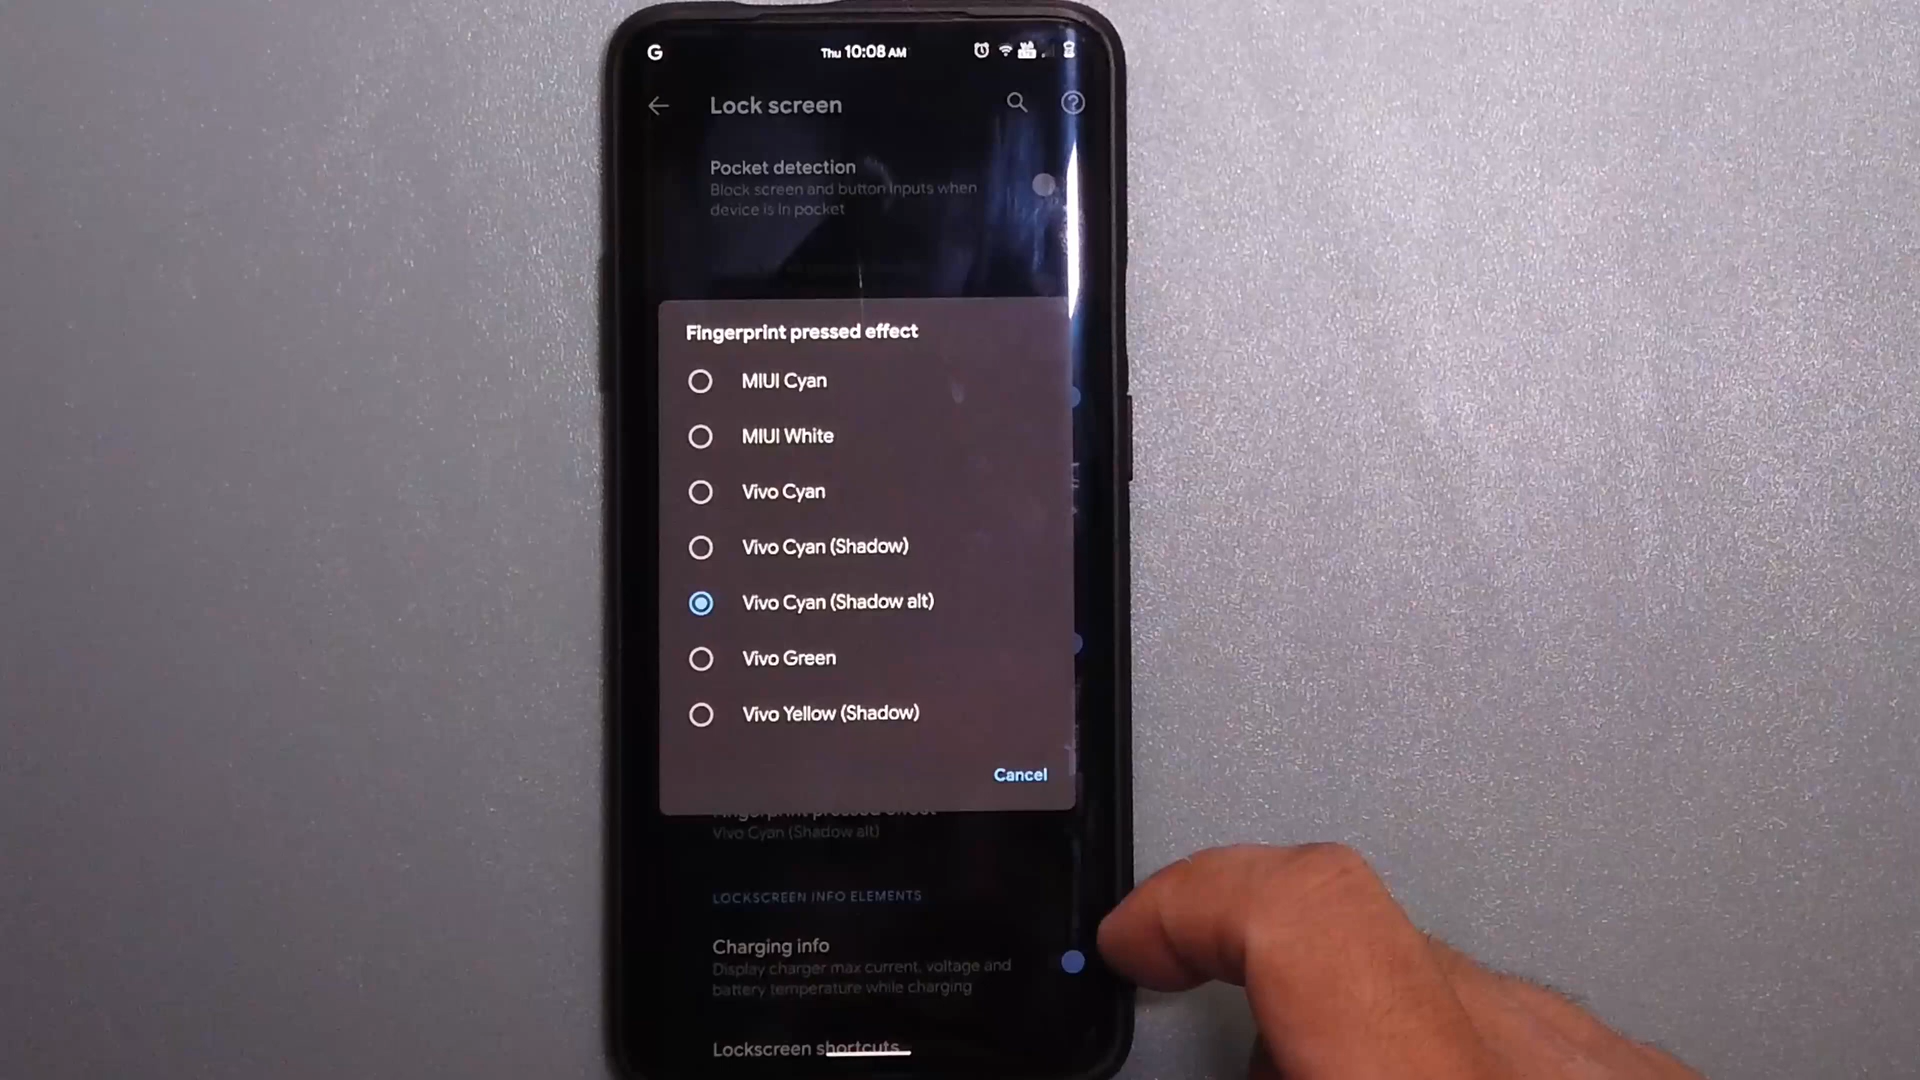 G
Thu 10:08 AM
Lock screen
Pocket detection
Block screen and button inputs when
device is in pocket
Fingerprint pressed effect
MIUI Cyan
MIUI White
Vivo Cyan
Vivo Cyan (Shadow)
Vivo Cyan (Shadow alt)
Vivo Green
Vivo Yellow (Shadow)
Cancel
Fingerprint pressed effect
Vivo Cyan (Shadow alt)
LOCKSCREEN INFO ELEMENTS
Charging info
Display charger max current, voltage and
battery temperature while charging
Lockscreen shortcuts